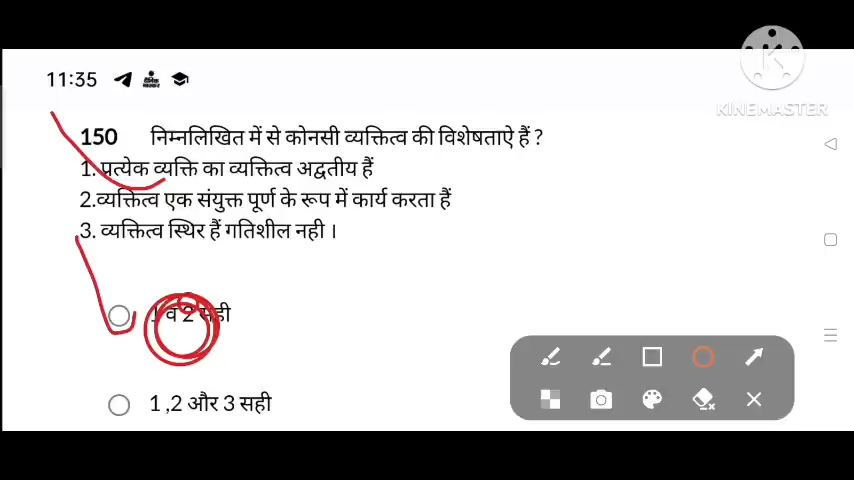 11:35
KINEMASTER
150 निम्नलिखित में से कोनसी व्यक्तित्व की विशेषताऐ हैं ?
1. प्रत्येक व्यक्ति का व्यक्तित्व अद्वतीय हैं
2.व्यक्तित्व एक संयुक्त पूर्ण के रूप में कार्य करता हैं
3. व्यक्तित्व स्थिर हैं गतिशील नही ।
1 व 2 सही
1 ,2 और 3 सही